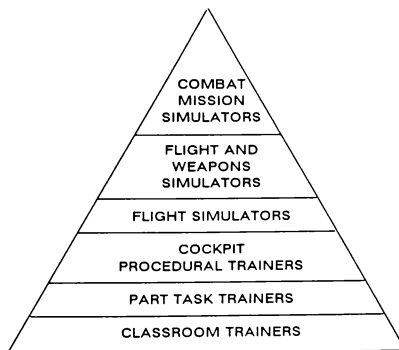 COMBAT
MISSION
SIMULATORS
FLIGHT AND
WEAPONS
SIMULATORS
FLIGHT SIMULATORS
COCKPIT
PROCEDURAL TRAINERS
PART TASK TRAINERS
CLASSROOM TRAINERS